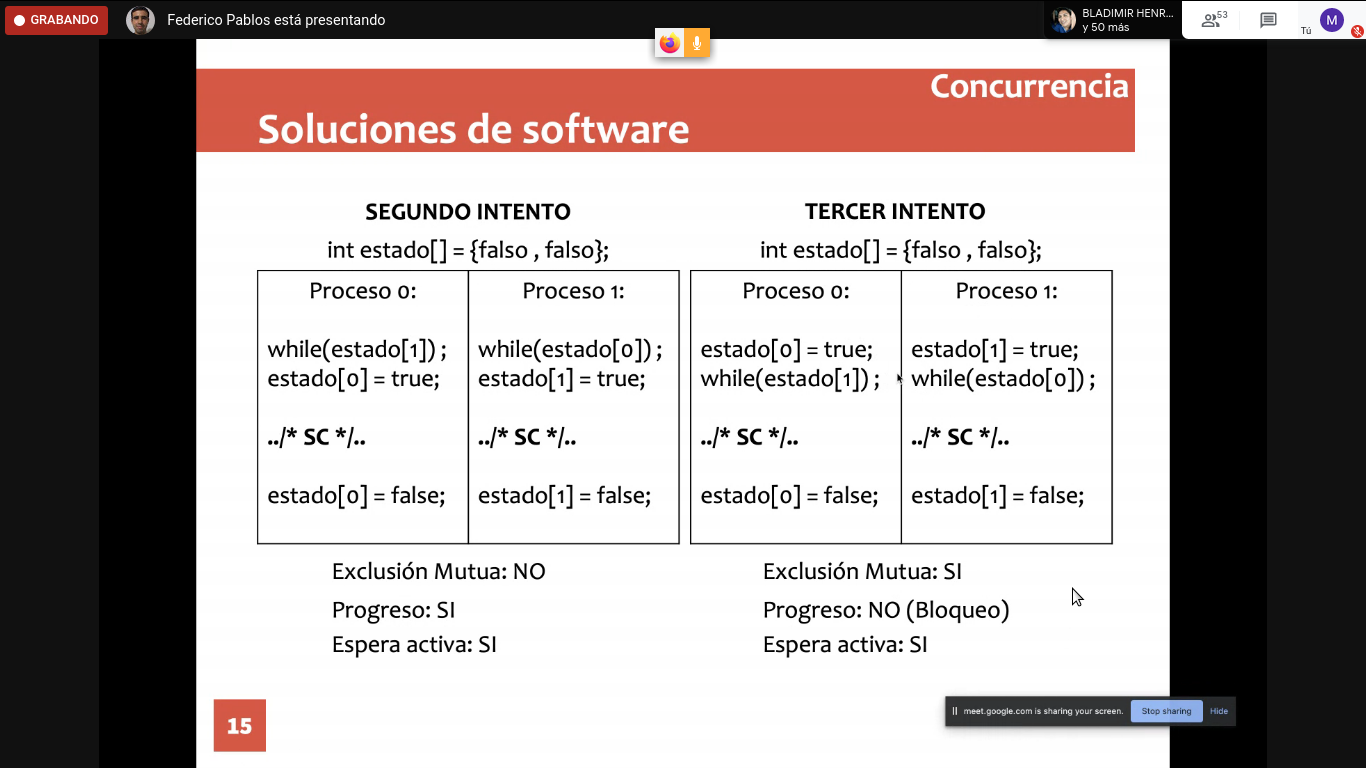 GRABANDO
Federico Pablos está presentando
BLADIMIR HENR...
y 50 más
53
Tú
M
Concurrencia
Soluciones de software
SEGUNDO INTENTO
int estado[] = {falso , falso};
Proceso 0:
while(estado[1]) ;
estado[0] = true;
../* SC */..
estado[0] = false;
Proceso 1:
while(estado[0]) ;
estado[1] = true;
../* SC */..
estado[1] = false;
Exclusión Mutua: NO
Progreso: SI
Espera activa: SI
TERCER INTENTO
int estado[] = {falso , falso};
Proceso 0:
estado[0] = true;
while(estado[1]) ;
../* SC */..
estado[0] = false;
Proceso 1:
estado[1] = true;
while(estado[0]) ;
../* SC */..
estado[1] = false;
Exclusión Mutua: SI
Progreso: NO (Bloqueo)
Espera activa: SI
15
meet.google.com is sharing your screen.
Stop sharing
Hide